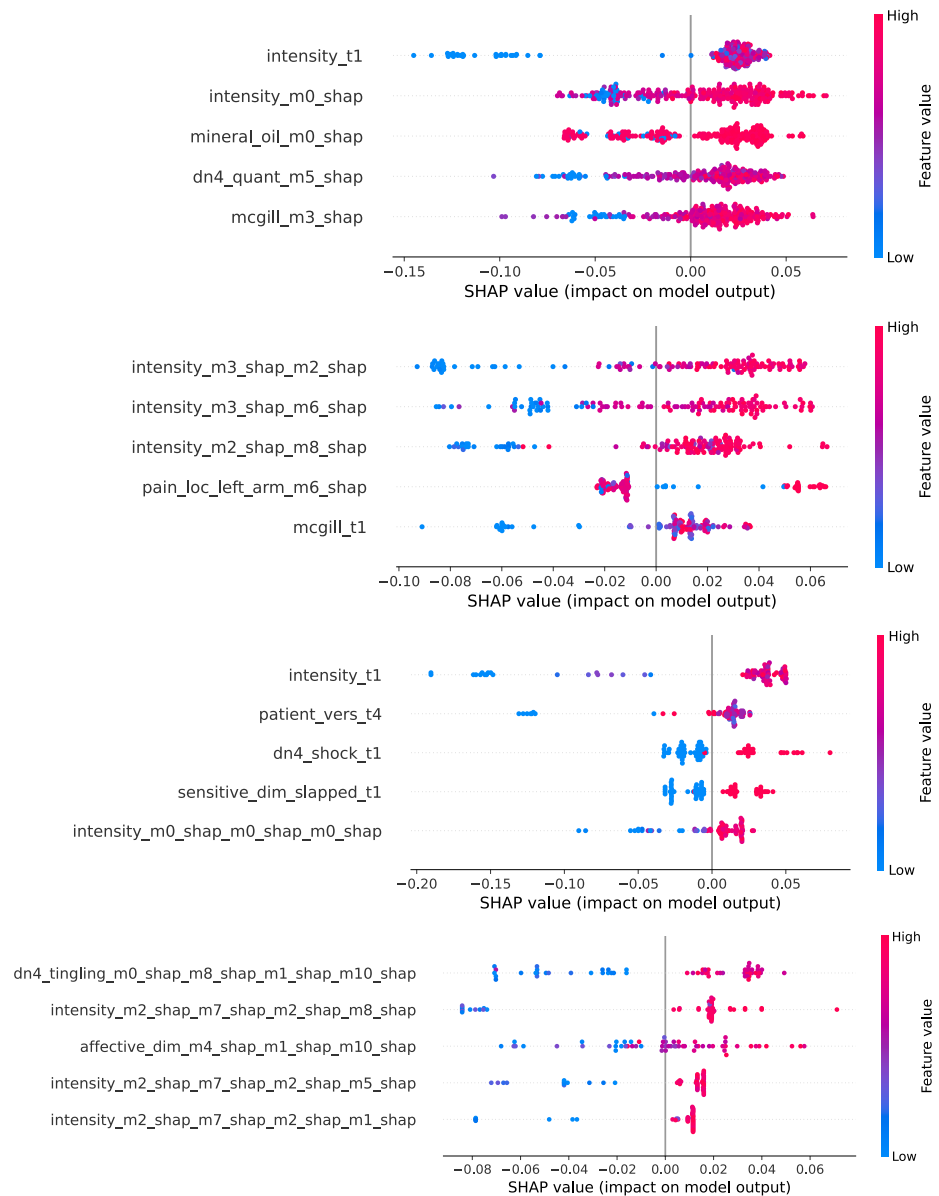 High
intensity_t1
intensity_m0_shap
mineral_oil_m0_shap
dn4_quant_m5_shap
mcgill_m3_shap
Feature value
Low
−0.15 −0.10 −0.05 0.00 0.05
SHAP value (impact on model output)
High
intensity_m3_shap_m2_shap
intensity_m3_shap_m6_shap
intensity_m2_shap_m8_shap
pain_loc_left_arm_m6_shap
mcgill_t1
Feature value
Low
−0.10 −0.08 −0.06 −0.04 −0.02 0.00 0.02 0.04 0.06
SHAP value (impact on model output)
High
intensity_t1
patient_vers_t4
dn4_shock_t1
sensitive_dim_slapped_t1
intensity_m0_shap_m0_shap_m0_shap
Feature value
Low
−0.20 −0.15 −0.10 −0.05 0.00 0.05
SHAP value (impact on model output)
High
dn4_tingling_m0_shap_m8_shap_m1_shap_m10_shap
intensity_m2_shap_m7_shap_m2_shap_m8_shap
affective_dim_m4_shap_m1_shap_m10_shap
intensity_m2_shap_m7_shap_m2_shap_m5_shap
intensity_m2_shap_m7_shap_m2_shap_m1_shap
Feature value
Low
−0.08 −0.06 −0.04 −0.02 0.00 0.02 0.04 0.06
SHAP value (impact on model output)